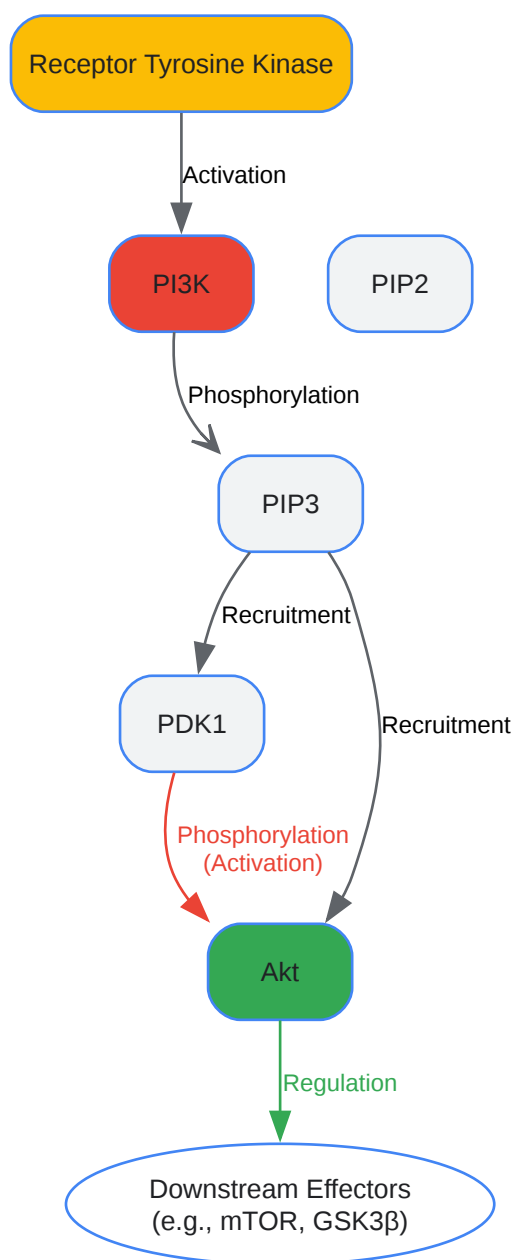 Receptor Tyrosine Kinase
Activation
PI3K
PIP2
Phosphorylation
PIP3
Recruitment
PDK1
Recruitment
Phosphorylation
(Activation)
Akt
Regulation
Downstream Effectors
(e.g., mTOR, GSK3β)